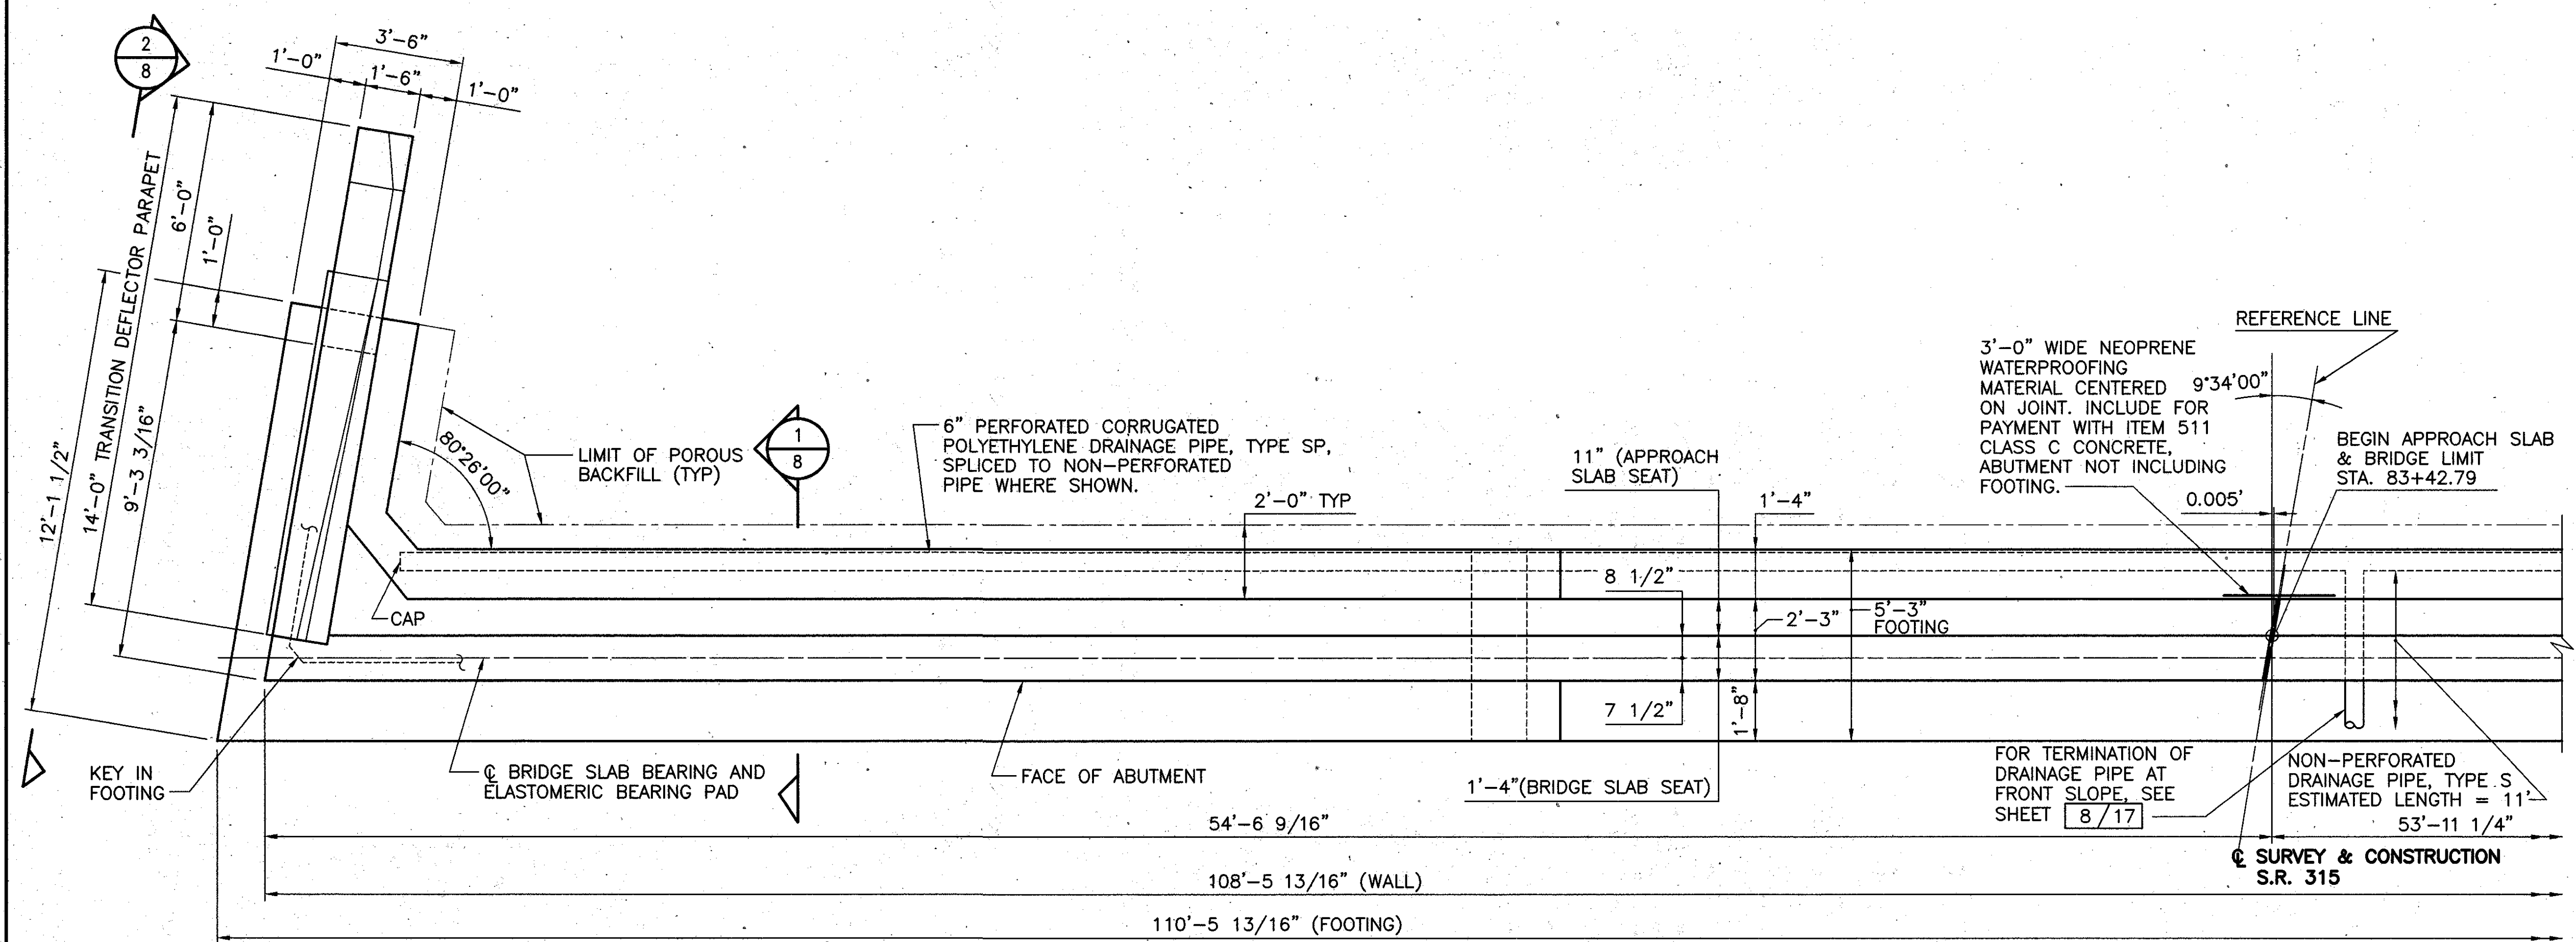 2
8
3'-6"
1'-0"
1'-6"
1'-0"
14'-0" TRANSITION DEFLECTOR PARAPET
6'-0"
1'-0"
12'-1 1/2"
9'-3 3/16"
80°26'00"
LIMIT OF POROUS
BACKFILL (TYP)
1
8
6" PERFORATED CORRUGATED
POLYETHYLENE DRAINAGE PIPE, TYPE SP,
SPLICED TO NON-PERFORATED
PIPE WHERE SHOWN.
2'-0" TYP
11" (APPROACH
SLAB SEAT)
1'-4"
REFERENCE LINE
3'-0" WIDE NEOPRENE
WATERPROOFING
MATERIAL CENTERED
ON JOINT. INCLUDE FOR
PAYMENT WITH ITEM 511
CLASS C CONCRETE,
ABUTMENT NOT INCLUDING
FOOTING.
9°34'00"
BEGIN APPROACH SLAB
& BRIDGE LIMIT
STA. 83+42.79
0.005'
8 1/2"
CAP
2'-3"
5'-3"
FOOTING
7 1/2"
1'-8"
KEY IN
FOOTING
℄ BRIDGE SLAB BEARING AND
ELASTOMERIC BEARING PAD
FACE OF ABUTMENT
1'-4"(BRIDGE SLAB SEAT)
FOR TERMINATION OF
DRAINAGE PIPE AT
FRONT SLOPE, SEE
SHEET 8/17
NON-PERFORATED
DRAINAGE PIPE, TYPE S
ESTIMATED LENGTH = 11'
54'-6 9/16"
53'-11 1/4"
℄ SURVEY & CONSTRUCTION
S.R. 315
108'-5 13/16" (WALL)
110'-5 13/16" (FOOTING)